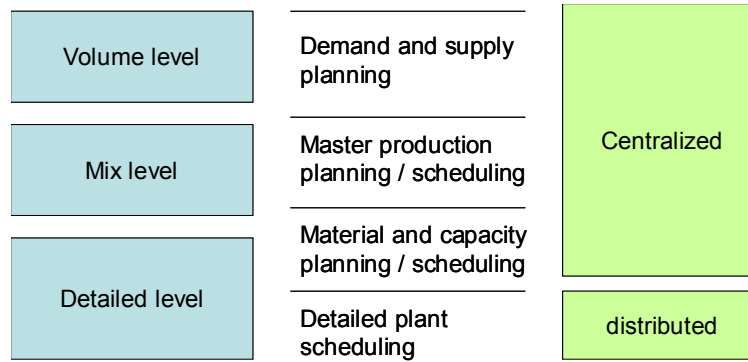 Volume level
Demand and supply
planning
Mix level
Master production
planning / scheduling
Centralized
Material and capacity
planning / scheduling
Detailed level
Detailed plant
scheduling
distributed